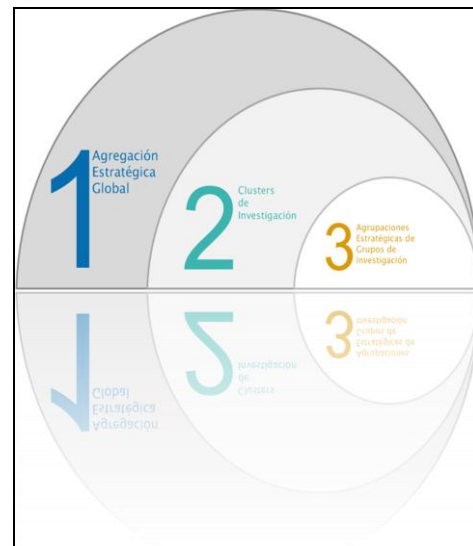 1
Agregación
Estratégica
Global
2
Clusters
de
Investigación
3
Agrupaciones
Estratégicas de
Grupos de
Investigación